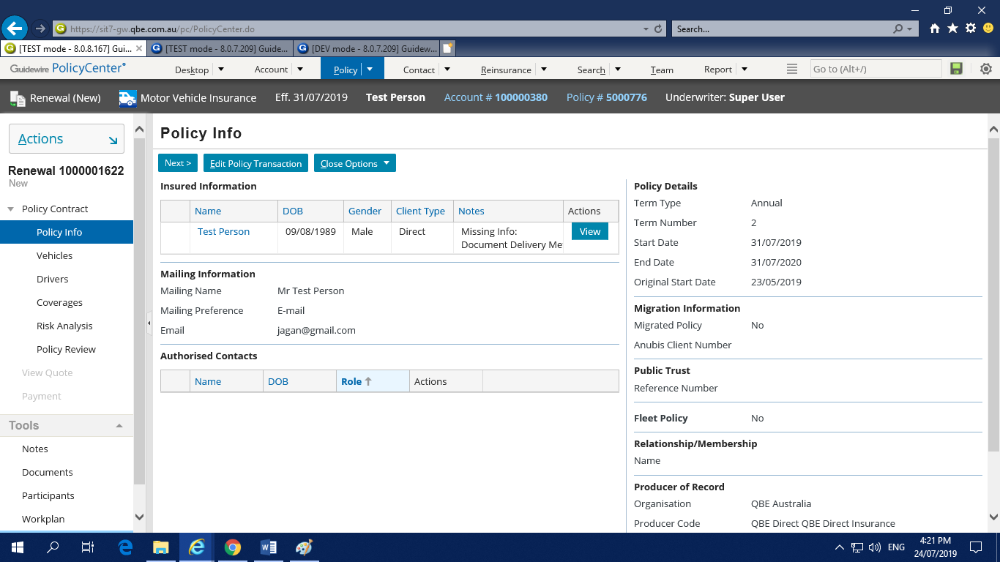 https://sit7-gw.qbe.com.au/pc/PolicyCenter.do
Search...
[TEST mode - 8.0.8.167] Gui...
[TEST mode - 8.0.7.209] Guide...
[DEV mode - 8.0.7.209] Guidew...
Guidewire PolicyCenter
Desktop Account Policy Contact Reinsurance Search Team Report Go to (Alt+/)
Renewal (New) Motor Vehicle Insurance Eff. 31/07/2019 Test Person Account # 100000380 Policy # 5000776 Underwriter: Super User
Actions
Renewal 1000001622
New
Policy Contract
Policy Info
Vehicles
Drivers
Coverages
Risk Analysis
Policy Review
View Quote
Payment
Tools
Notes
Documents
Participants
Workplan
Policy Info
Next > Edit Policy Transaction Close Options
Insured Information
Name DOB Gender Client Type Notes Actions
Test Person 09/08/1989 Male Direct Missing Info: View
Document Delivery Me
Mailing Information
Mailing Name Mr Test Person
Mailing Preference E-mail
Email jagan@gmail.com
Authorised Contacts
Name DOB Role Actions
Policy Details
Term Type Annual
Term Number 2
Start Date 31/07/2019
End Date 31/07/2020
Original Start Date 23/05/2019
Migration Information
Migrated Policy No
Anubis Client Number
Public Trust
Reference Number
Fleet Policy No
Relationship/Membership
Name
Producer of Record
Organisation QBE Australia
Producer Code QBE Direct QBE Direct Insurance
ENG
4:21 PM
24/07/2019